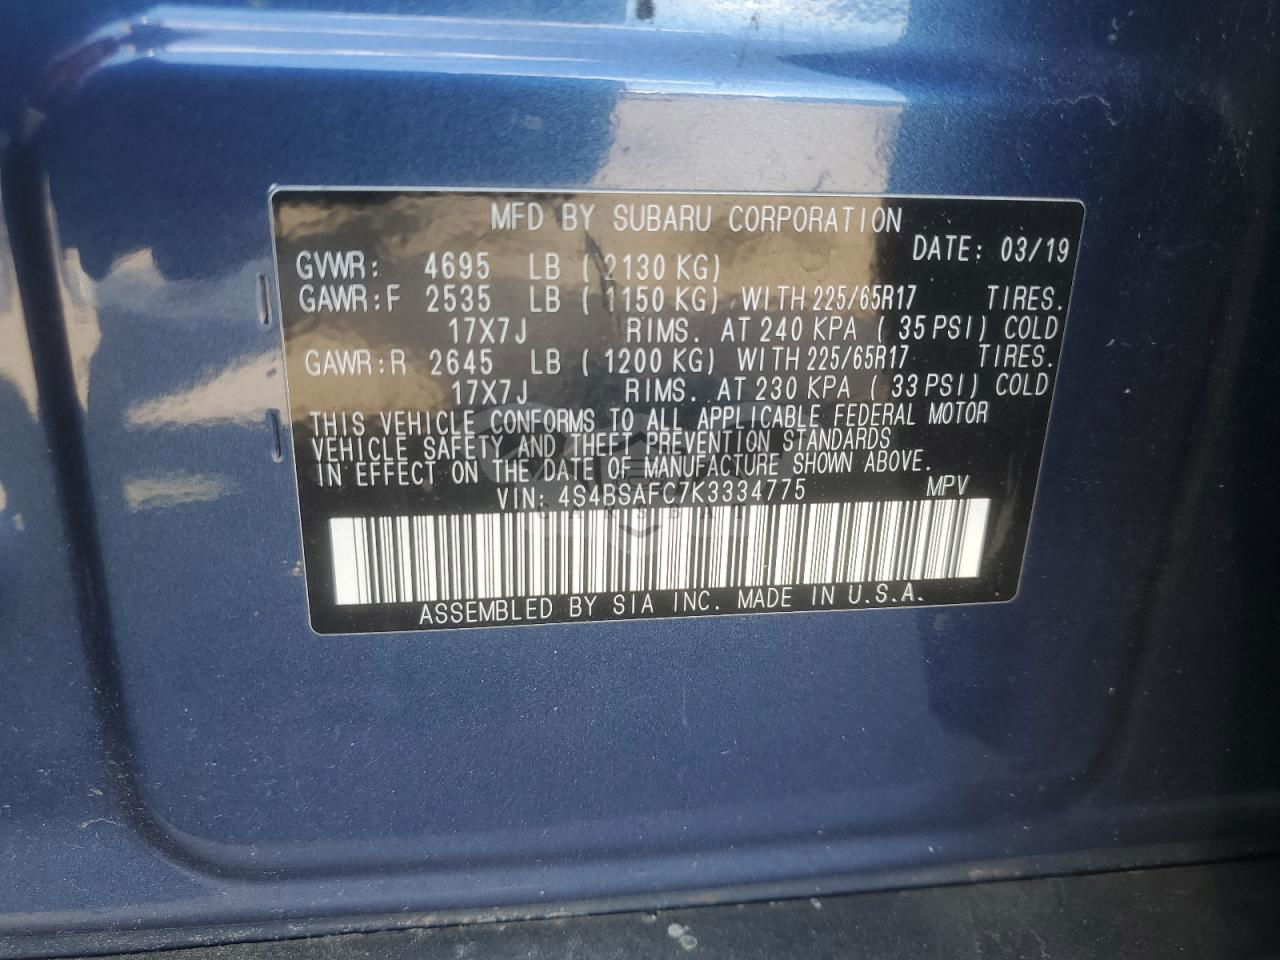 MFD BY SUBARU CORPORATION
DATE: 03/19
GVWR: 4695 LB ( 2130 KG)
GAWR:F 2535 LB ( 1150 KG) WITH 225/65R17 TIRES.
17X7J RIMS. AT 240 KPA ( 35 PSI) COLD
GAWR:R 2645 LB ( 1200 KG) WITH 225/65R17 TIRES.
17X7J RIMS. AT 230 KPA ( 33 PSI) COLD
THIS VEHICLE CONFORMS TO ALL APPLICABLE FEDERAL MOTOR
VEHICLE SAFETY AND THEFT PREVENTION STANDARDS
IN EFFECT ON THE DATE OF MANUFACTURE SHOWN ABOVE.
VIN: 4S4BSAFC7K3334775 MPV
ASSEMBLED BY SIA INC. MADE IN U.S.A.